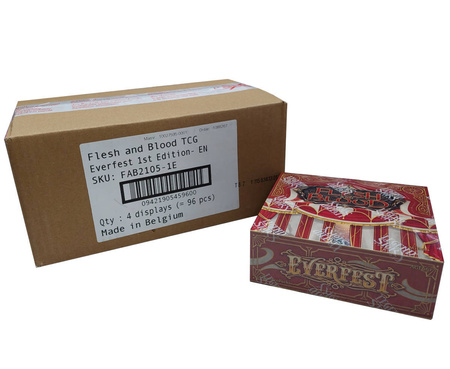 Flesh and Blood TCG
Everfest 1st Edition- EN
SKU: FAB2105-1E
09421905459600
Qty : 4 displays (= 96 pcs)
Made in Belgium
EVERFEST